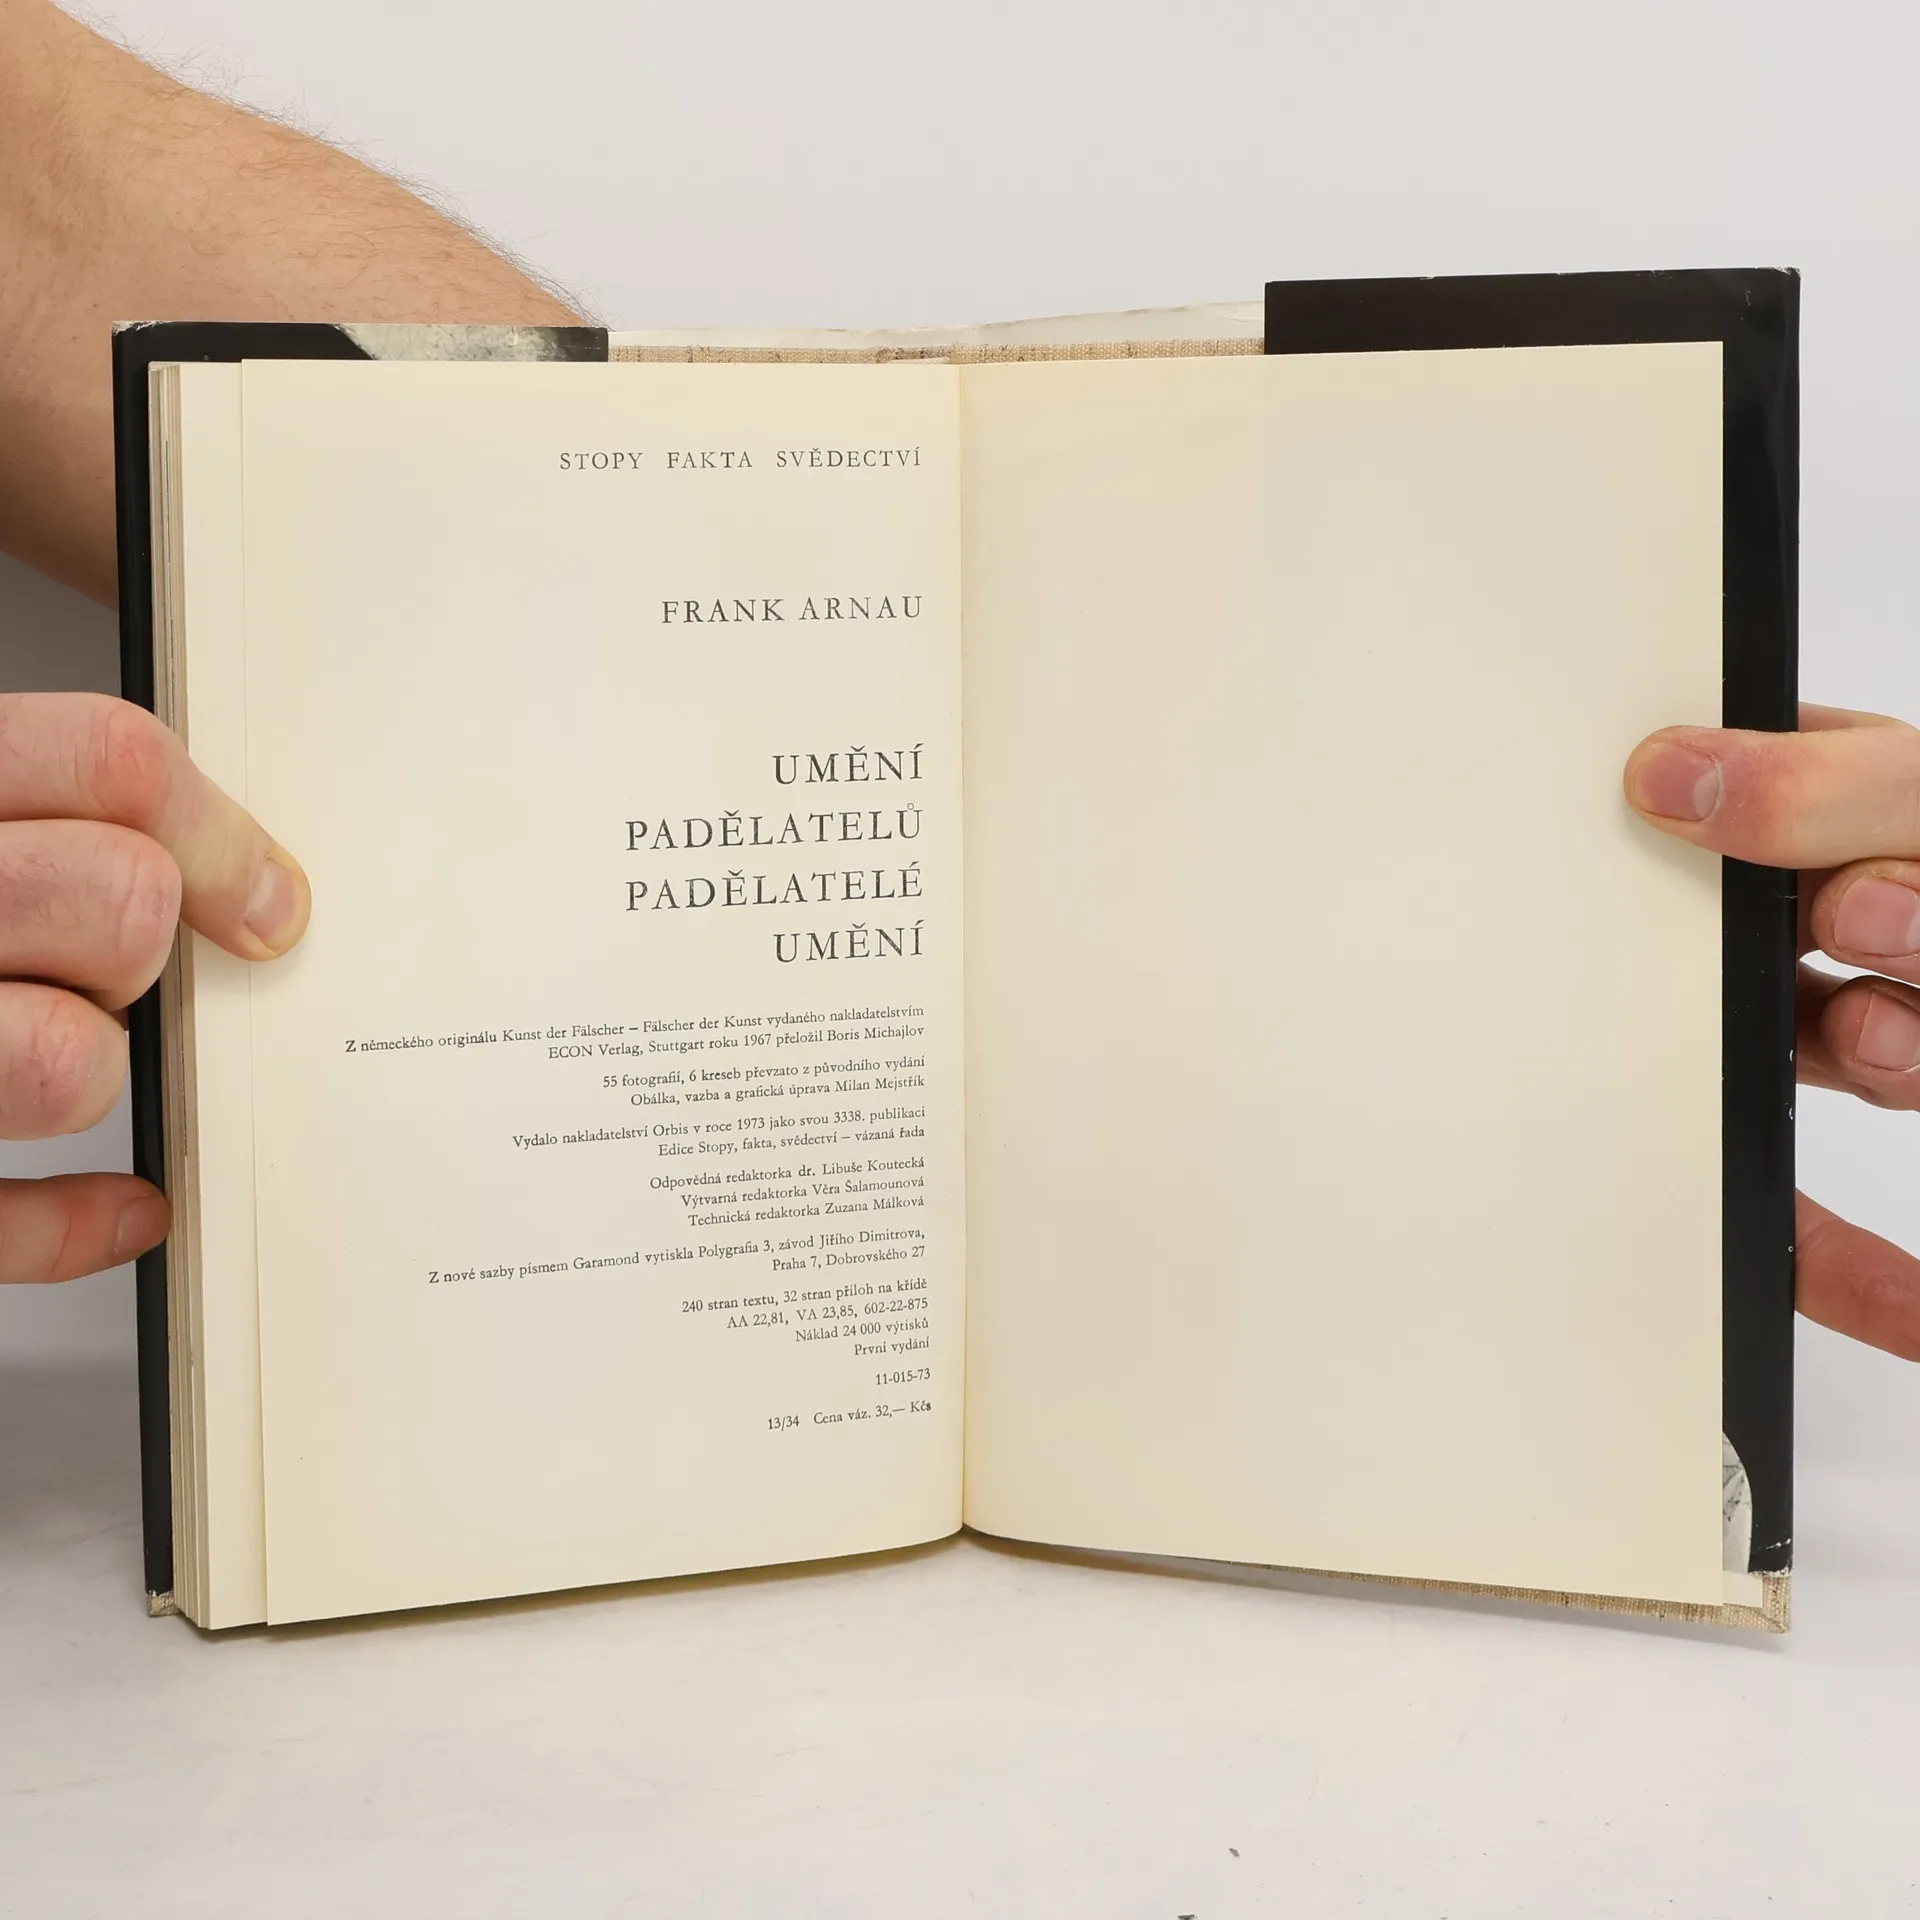 STOPY FAKTA SVĚDECTVÍ
FRANK ARNAU
UMĚNÍ
PADĚLATELŮ
PADĚLATELÉ
UMĚNÍ
Z německého originálu Kunst der Fälscher – Fälscher der Kunst vydaného nakladatelstvím
ECON Verlag, Stuttgart roku 1967 přeložil Boris Michajlov
55 fotografií, 6 kreseb převzato z původního vydání
Obálka, vazba a grafická úprava Milan Mejstřík
Vydalo nakladatelství Orbis v roce 1973 jako svou 3338. publikaci
Edice Stopy, fakta, svědectví – vázaná řada
Odpovědná redaktorka dr. Libuše Koutecká
Výtvarná redaktorka Věra Šalamounová
Technická redaktorka Zuzana Málková
Z nové sazby písmem Garamond vytiskla Polygrafia 3, závod Jiřího Dimitrova,
Praha 7, Dobrovského 27
240 stran textu, 32 stran příloh na křídě
AA 22,81, VA 23,85, 602-22-875
Náklad 24 000 výtisků
První vydání
11-015-73
13/34 Cena váz. 32,— Kčs